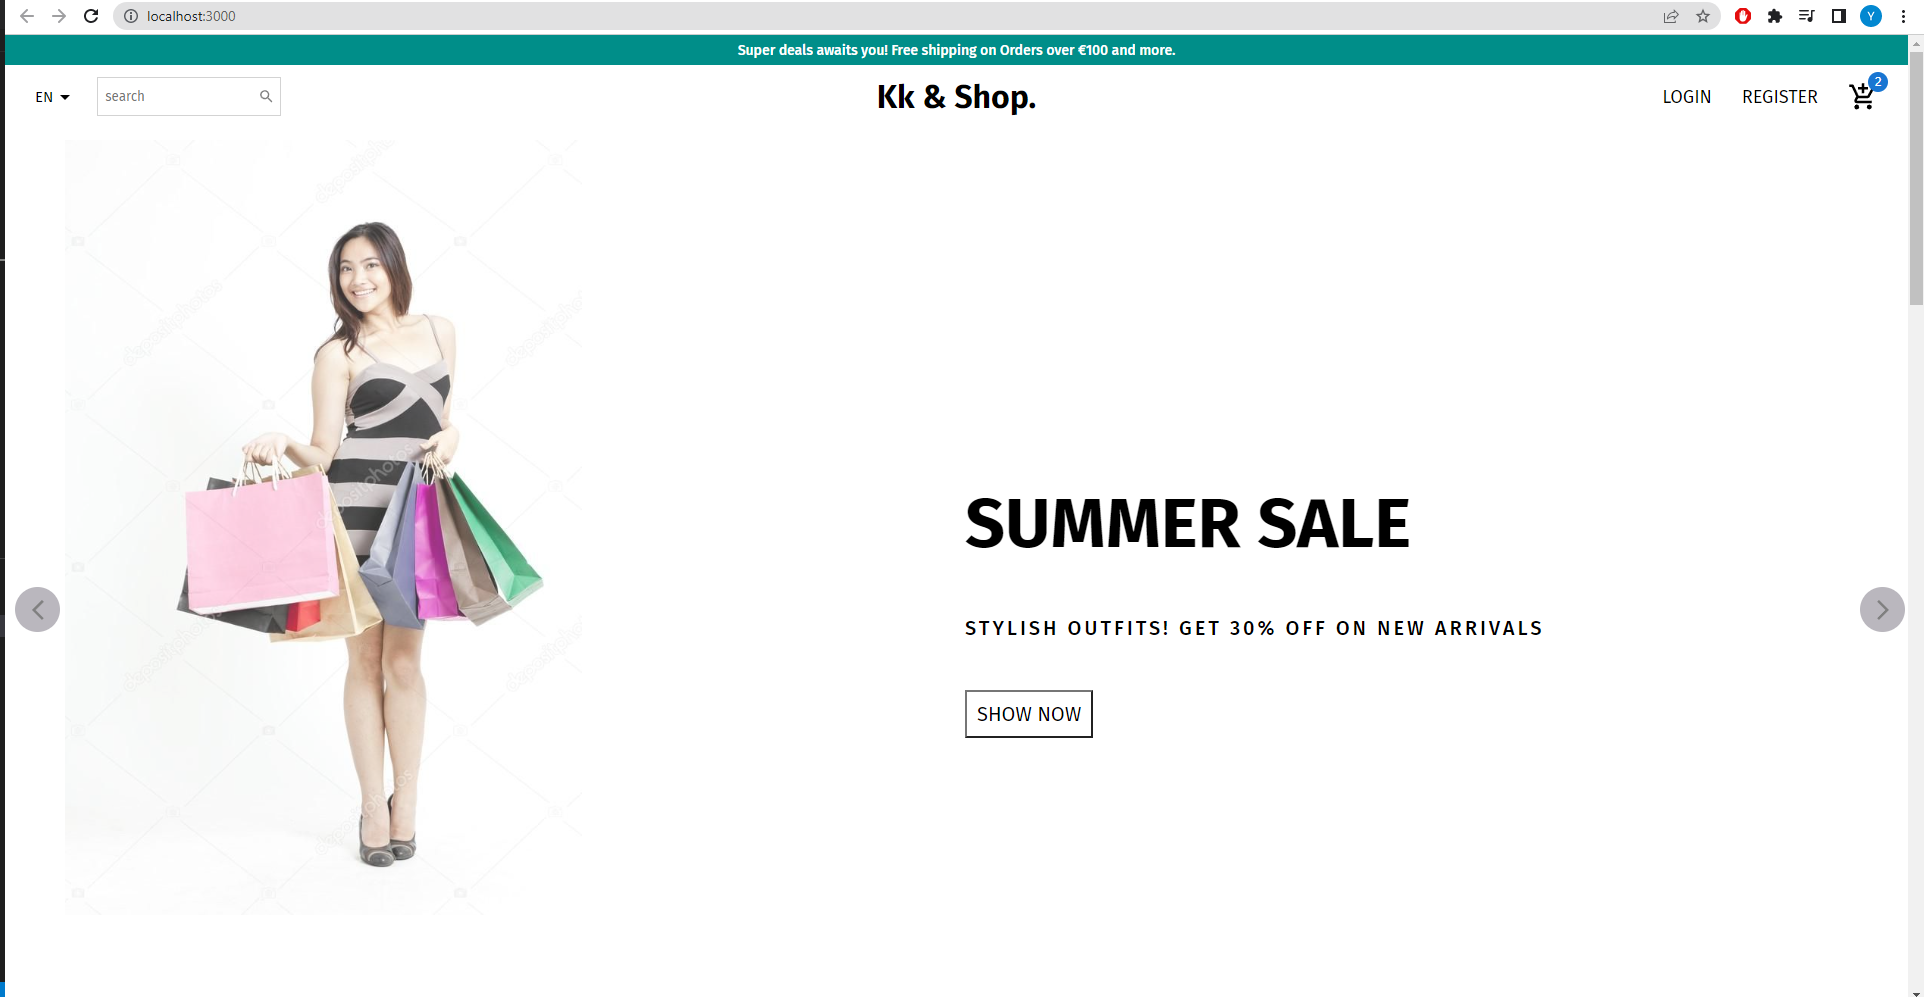 localhost:3000
Y
Super deals awaits you! Free shipping on Orders over €100 and more.
EN
search
Kk & Shop.
LOGIN
REGISTER
2
depositphotos
SUMMER SALE
STYLISH OUTFITS! GET 30% OFF ON NEW ARRIVALS
SHOW NOW